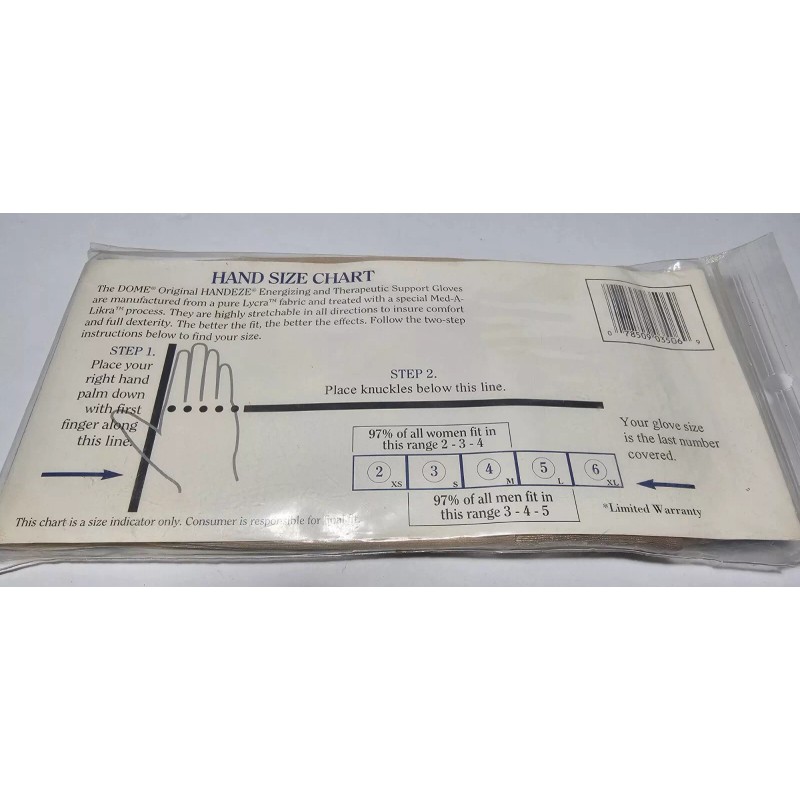 HAND SIZE CHART
The DOME® Original HANDEZE® Energizing and Therapeutic Support Gloves
are manufactured from a pure Lycra™ fabric and treated with a special Med-A-
Likra™ process. They are highly stretchable in all directions to insure comfort
and full dexterity. The better the fit, the better the effects. Follow the two-step
instructions below to find your size.
STEP 1.
Place your
right hand
palm down
with first
finger along
this line.
STEP 2.
Place knuckles below this line.
97% of all women fit in
this range 2 - 3 - 4
2 XS 3 S 4 M 5 L 6 XL
97% of all men fit in
this range 3 - 4 - 5
Your glove size
is the last number
covered.
*Limited Warranty
This chart is a size indicator only. Consumer is responsible for final fit.
0 78509 03506 9